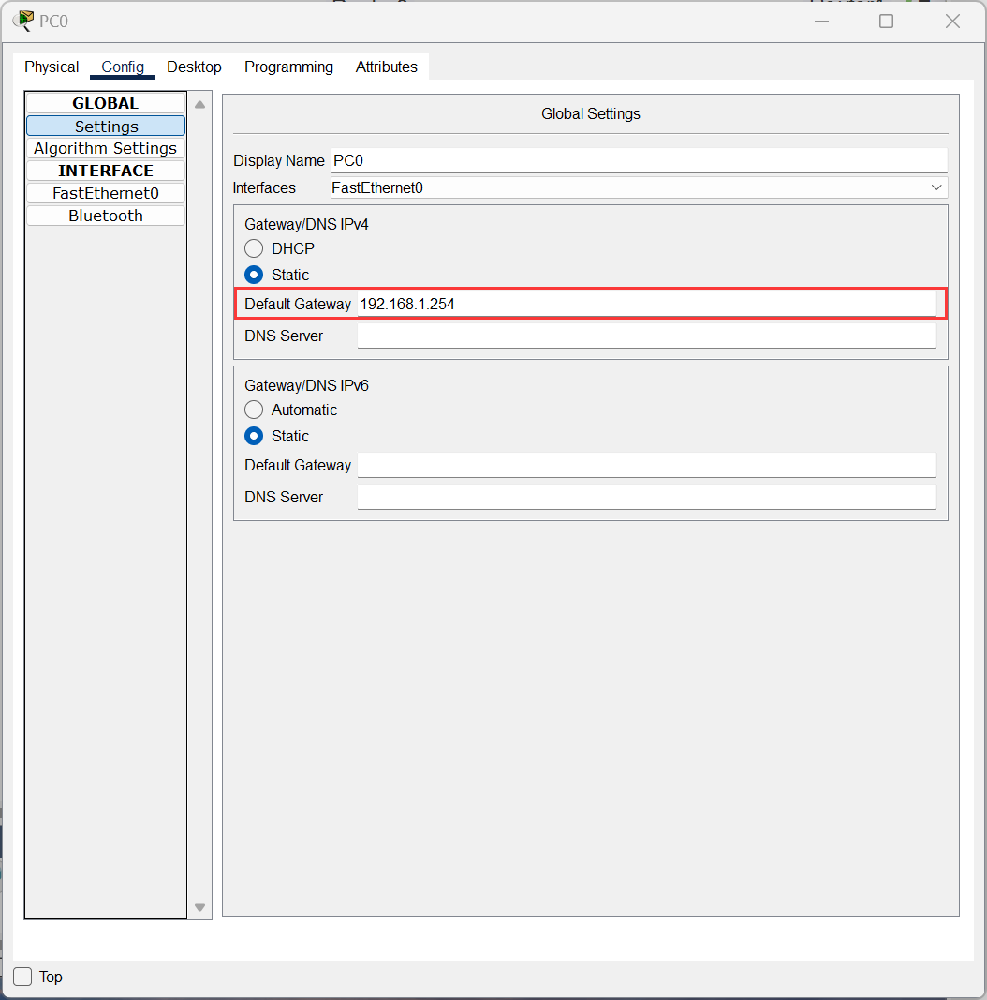 PC0
Physical Config Desktop Programming Attributes
GLOBAL
Settings
Algorithm Settings
INTERFACE
FastEthernet0
Bluetooth
Global Settings
Display Name PC0
Interfaces FastEthernet0
Gateway/DNS IPv4
DHCP
Static
Default Gateway 192.168.1.254
DNS Server
Gateway/DNS IPv6
Automatic
Static
Default Gateway
DNS Server
Top